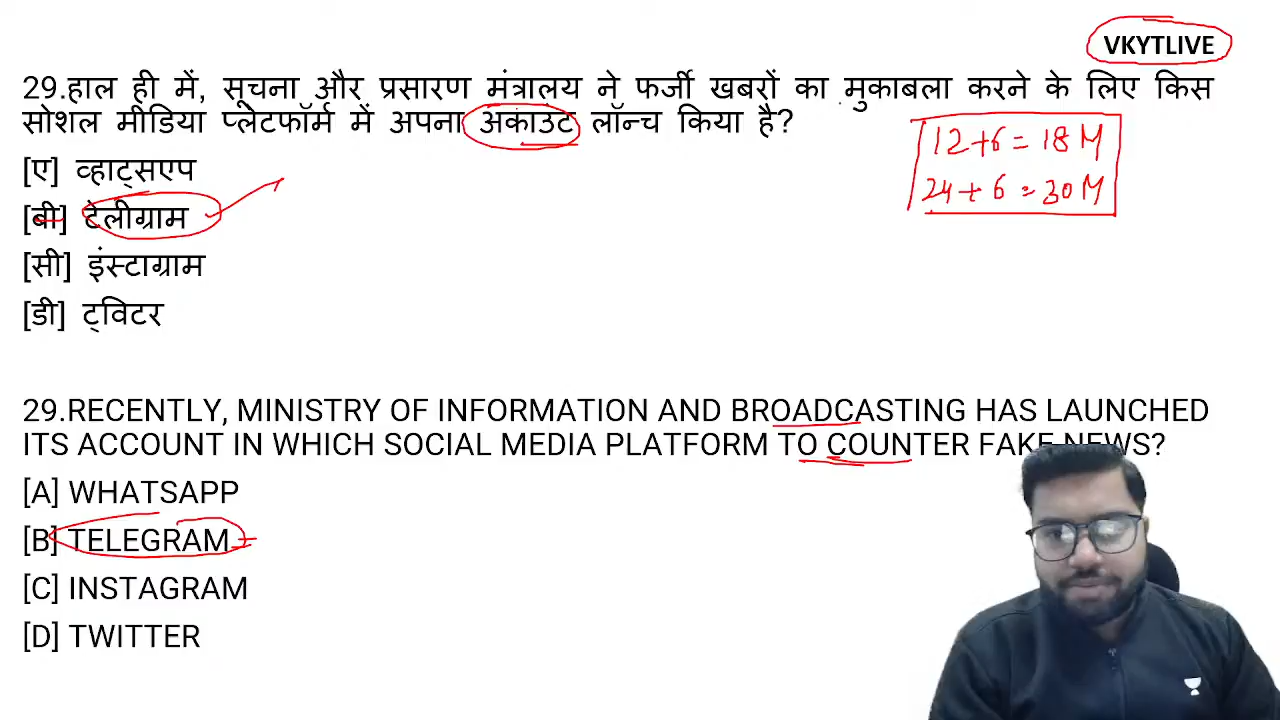 VKYTLIVE
29.हाल ही में, सूचना और प्रसारण मंत्रालय ने फर्जी खबरों का मुकाबला करने के लिए किस
सोशल मीडिया प्लेटफॉर्म में अपना अकाउंट लॉन्च किया है?
12+6=18M
24+6=30M
[ए] व्हाट्सएप
[बी] टेलीग्राम
[सी] इंस्टाग्राम
[डी] ट्विटर
29.RECENTLY, MINISTRY OF INFORMATION AND BROADCASTING HAS LAUNCHED
ITS ACCOUNT IN WHICH SOCIAL MEDIA PLATFORM TO COUNTER FAKE NEWS?
[A] WHATSAPP
[B] TELEGRAM
[C] INSTAGRAM
[D] TWITTER